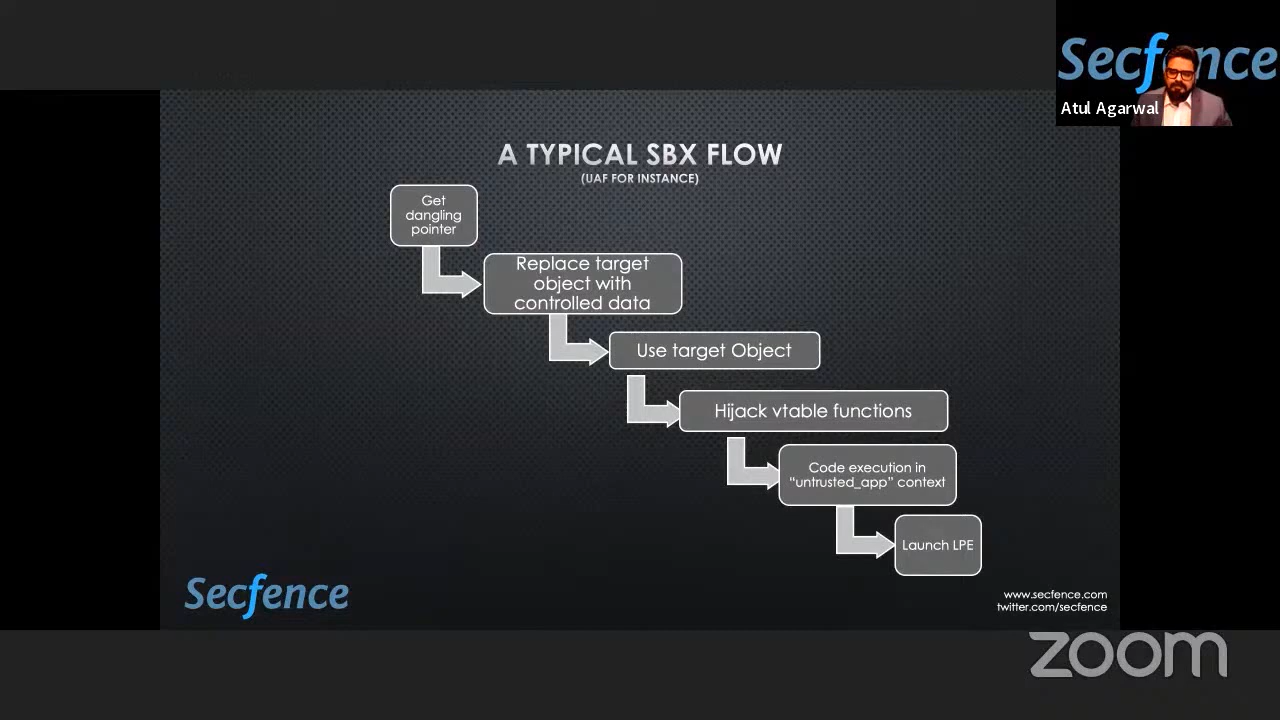 Secfence
Atul Agarwal
A TYPICAL SBX FLOW
(UAF FOR INSTANCE)
Get
dangling
pointer
Replace target
object with
controlled data
Use target Object
Hijack vtable functions
Code execution in
“untrusted_app” context
Launch LPE
Secfence
www.secfence.com
twitter.com/secfence
zoom